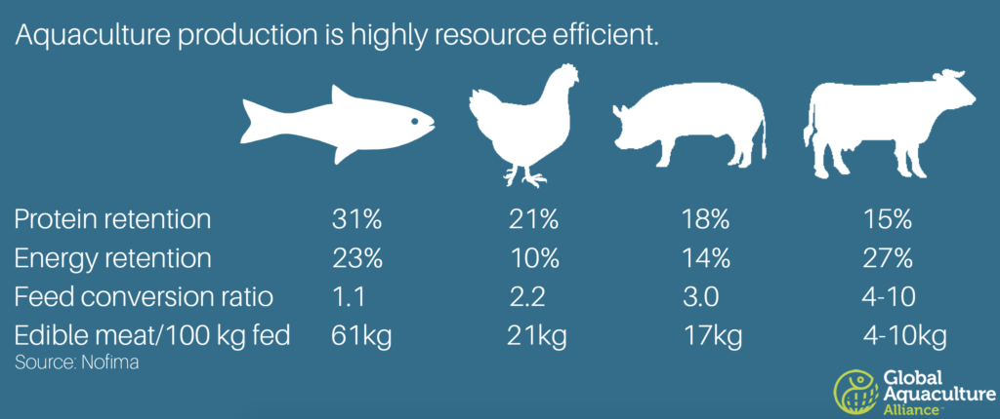 Aquaculture production is highly resource efficient.
Protein retention 31% 21% 18% 15%
Energy retention 23% 10% 14% 27%
Feed conversion ratio 1.1 2.2 3.0 4-10
Edible meat/100 kg fed 61kg 21kg 17kg 4-10kg
Source: Nofima
Global
Aquaculture
Alliance™